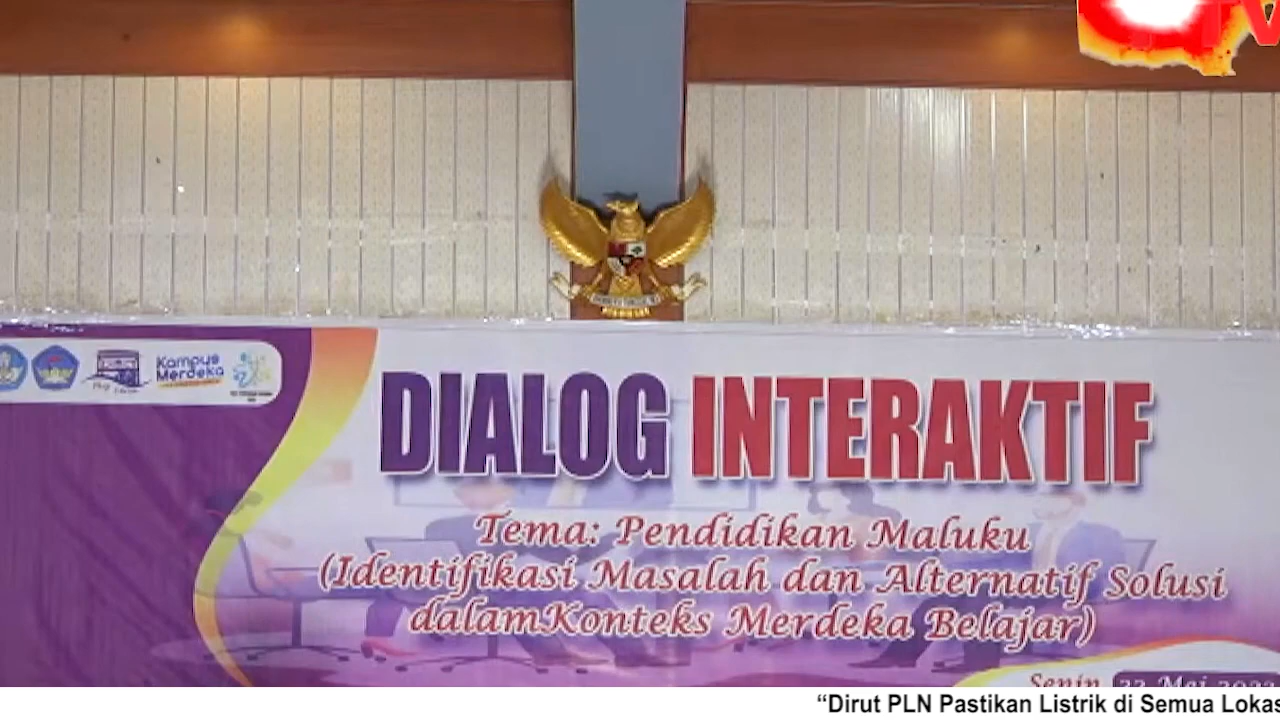 Kampus
Merdeka
DIALOG INTERAKTIF
Tema: Pendidikan Maluku
(Identifikasi Masalah dan Alternatif Solusi
dalamKonteks Merdeka Belajar)
Senin
“Dirut PLN Pastikan Listrik di Semua Lokas